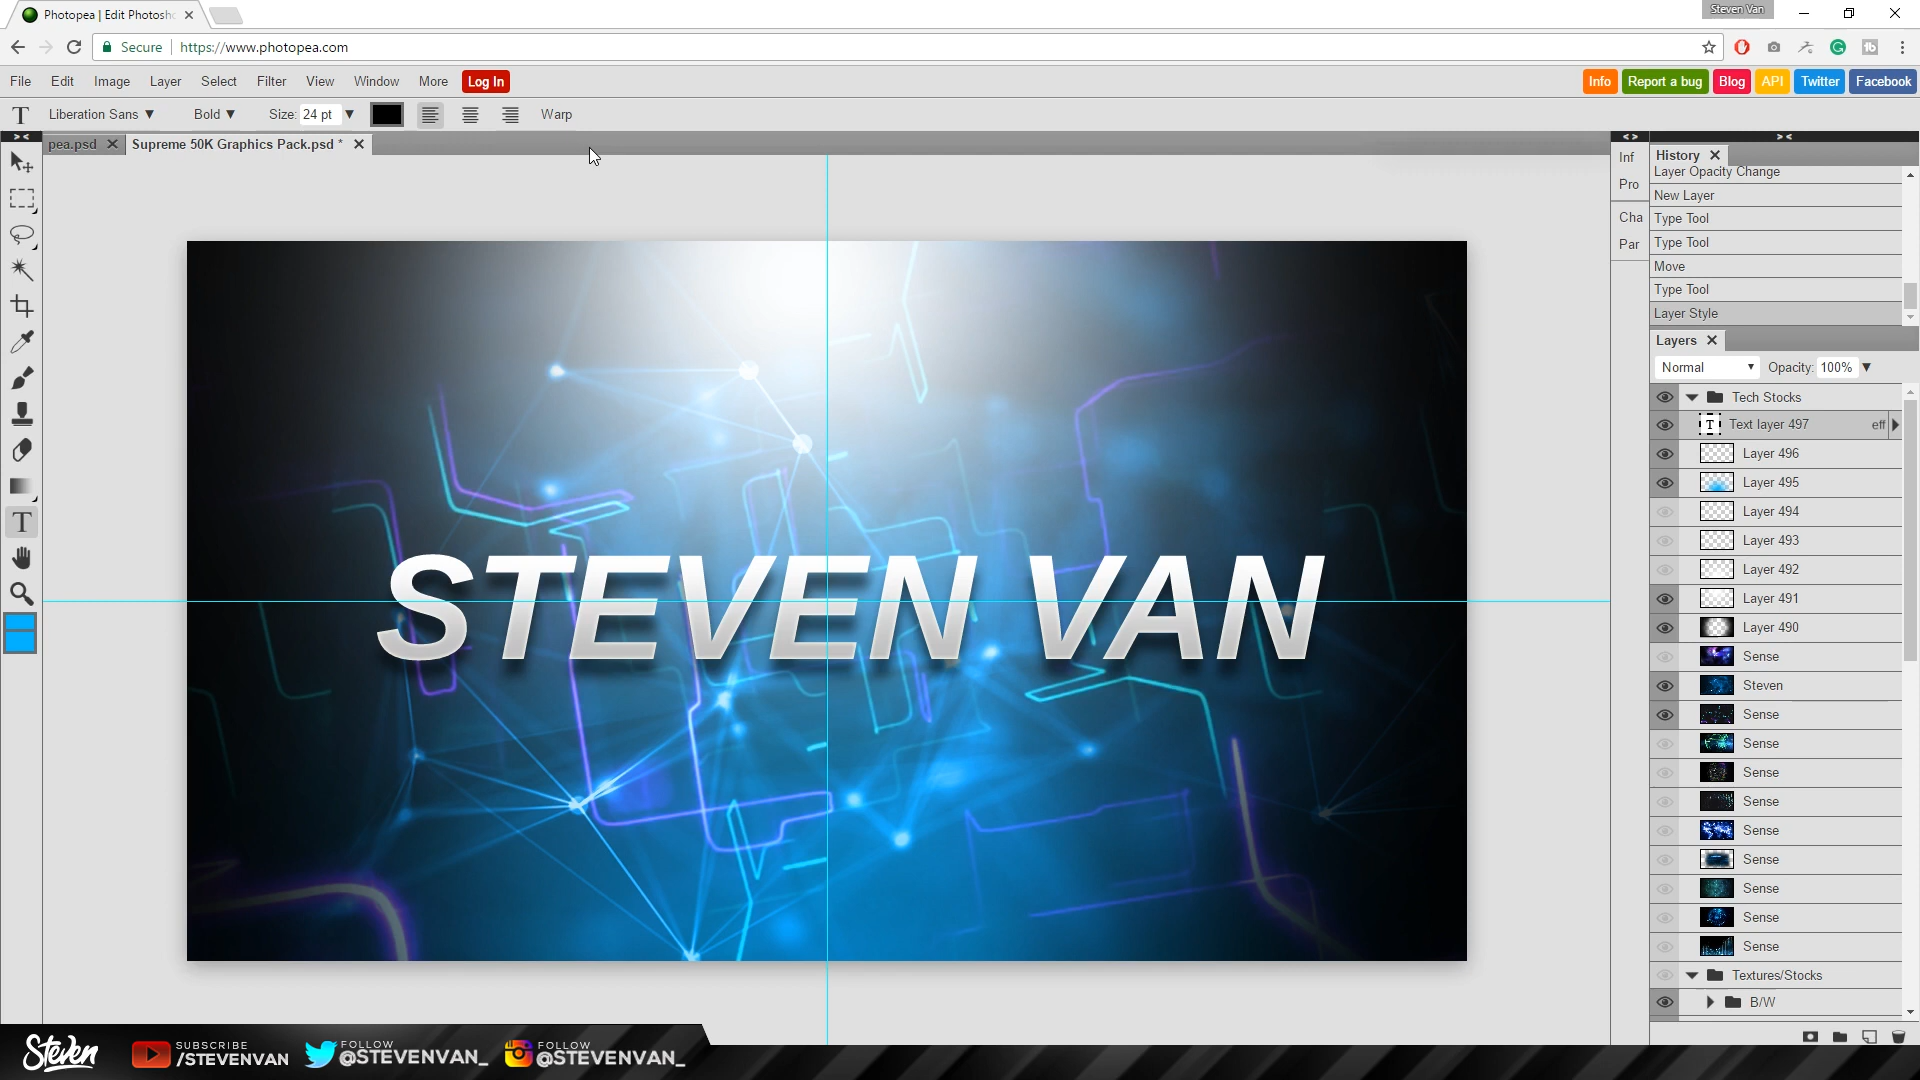 Photopea | Edit Photosho
Steven Van
Secure
https://www.photopea.com
File Edit Image Layer Select Filter View Window More Log In
Info Report a bug Blog API Twitter Facebook
T Liberation Sans Bold Size: 24 pt Warp
pea.psd
Supreme 50K Graphics Pack.psd *
Inf
Pro
Cha
Par
History
Layer Opacity Change
New Layer
Type Tool
Type Tool
Move
Type Tool
Layer Style
Layers
Normal Opacity: 100%
Tech Stocks
T Text layer 497 eff
Layer 496
Layer 495
Layer 494
Layer 493
Layer 492
Layer 491
Layer 490
Sense
Steven
Sense
Sense
Sense
Sense
Sense
Sense
Sense
Sense
Sense
Textures/Stocks
B/W
T
STEVEN VAN
Steven
SUBSCRIBE
/STEVENVAN
FOLLOW
@STEVENVAN_
FOLLOW
@STEVENVAN_